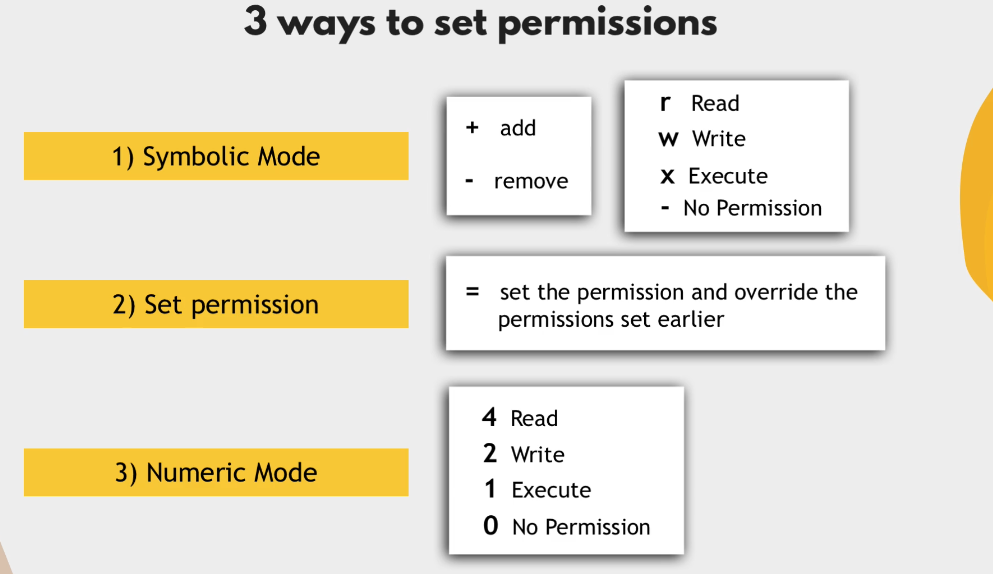 3 ways to set permissions
1) Symbolic Mode
+ add
- remove
r Read
w Write
x Execute
- No Permission
2) Set permission
= set the permission and override the
permissions set earlier
3) Numeric Mode
4 Read
2 Write
1 Execute
0 No Permission